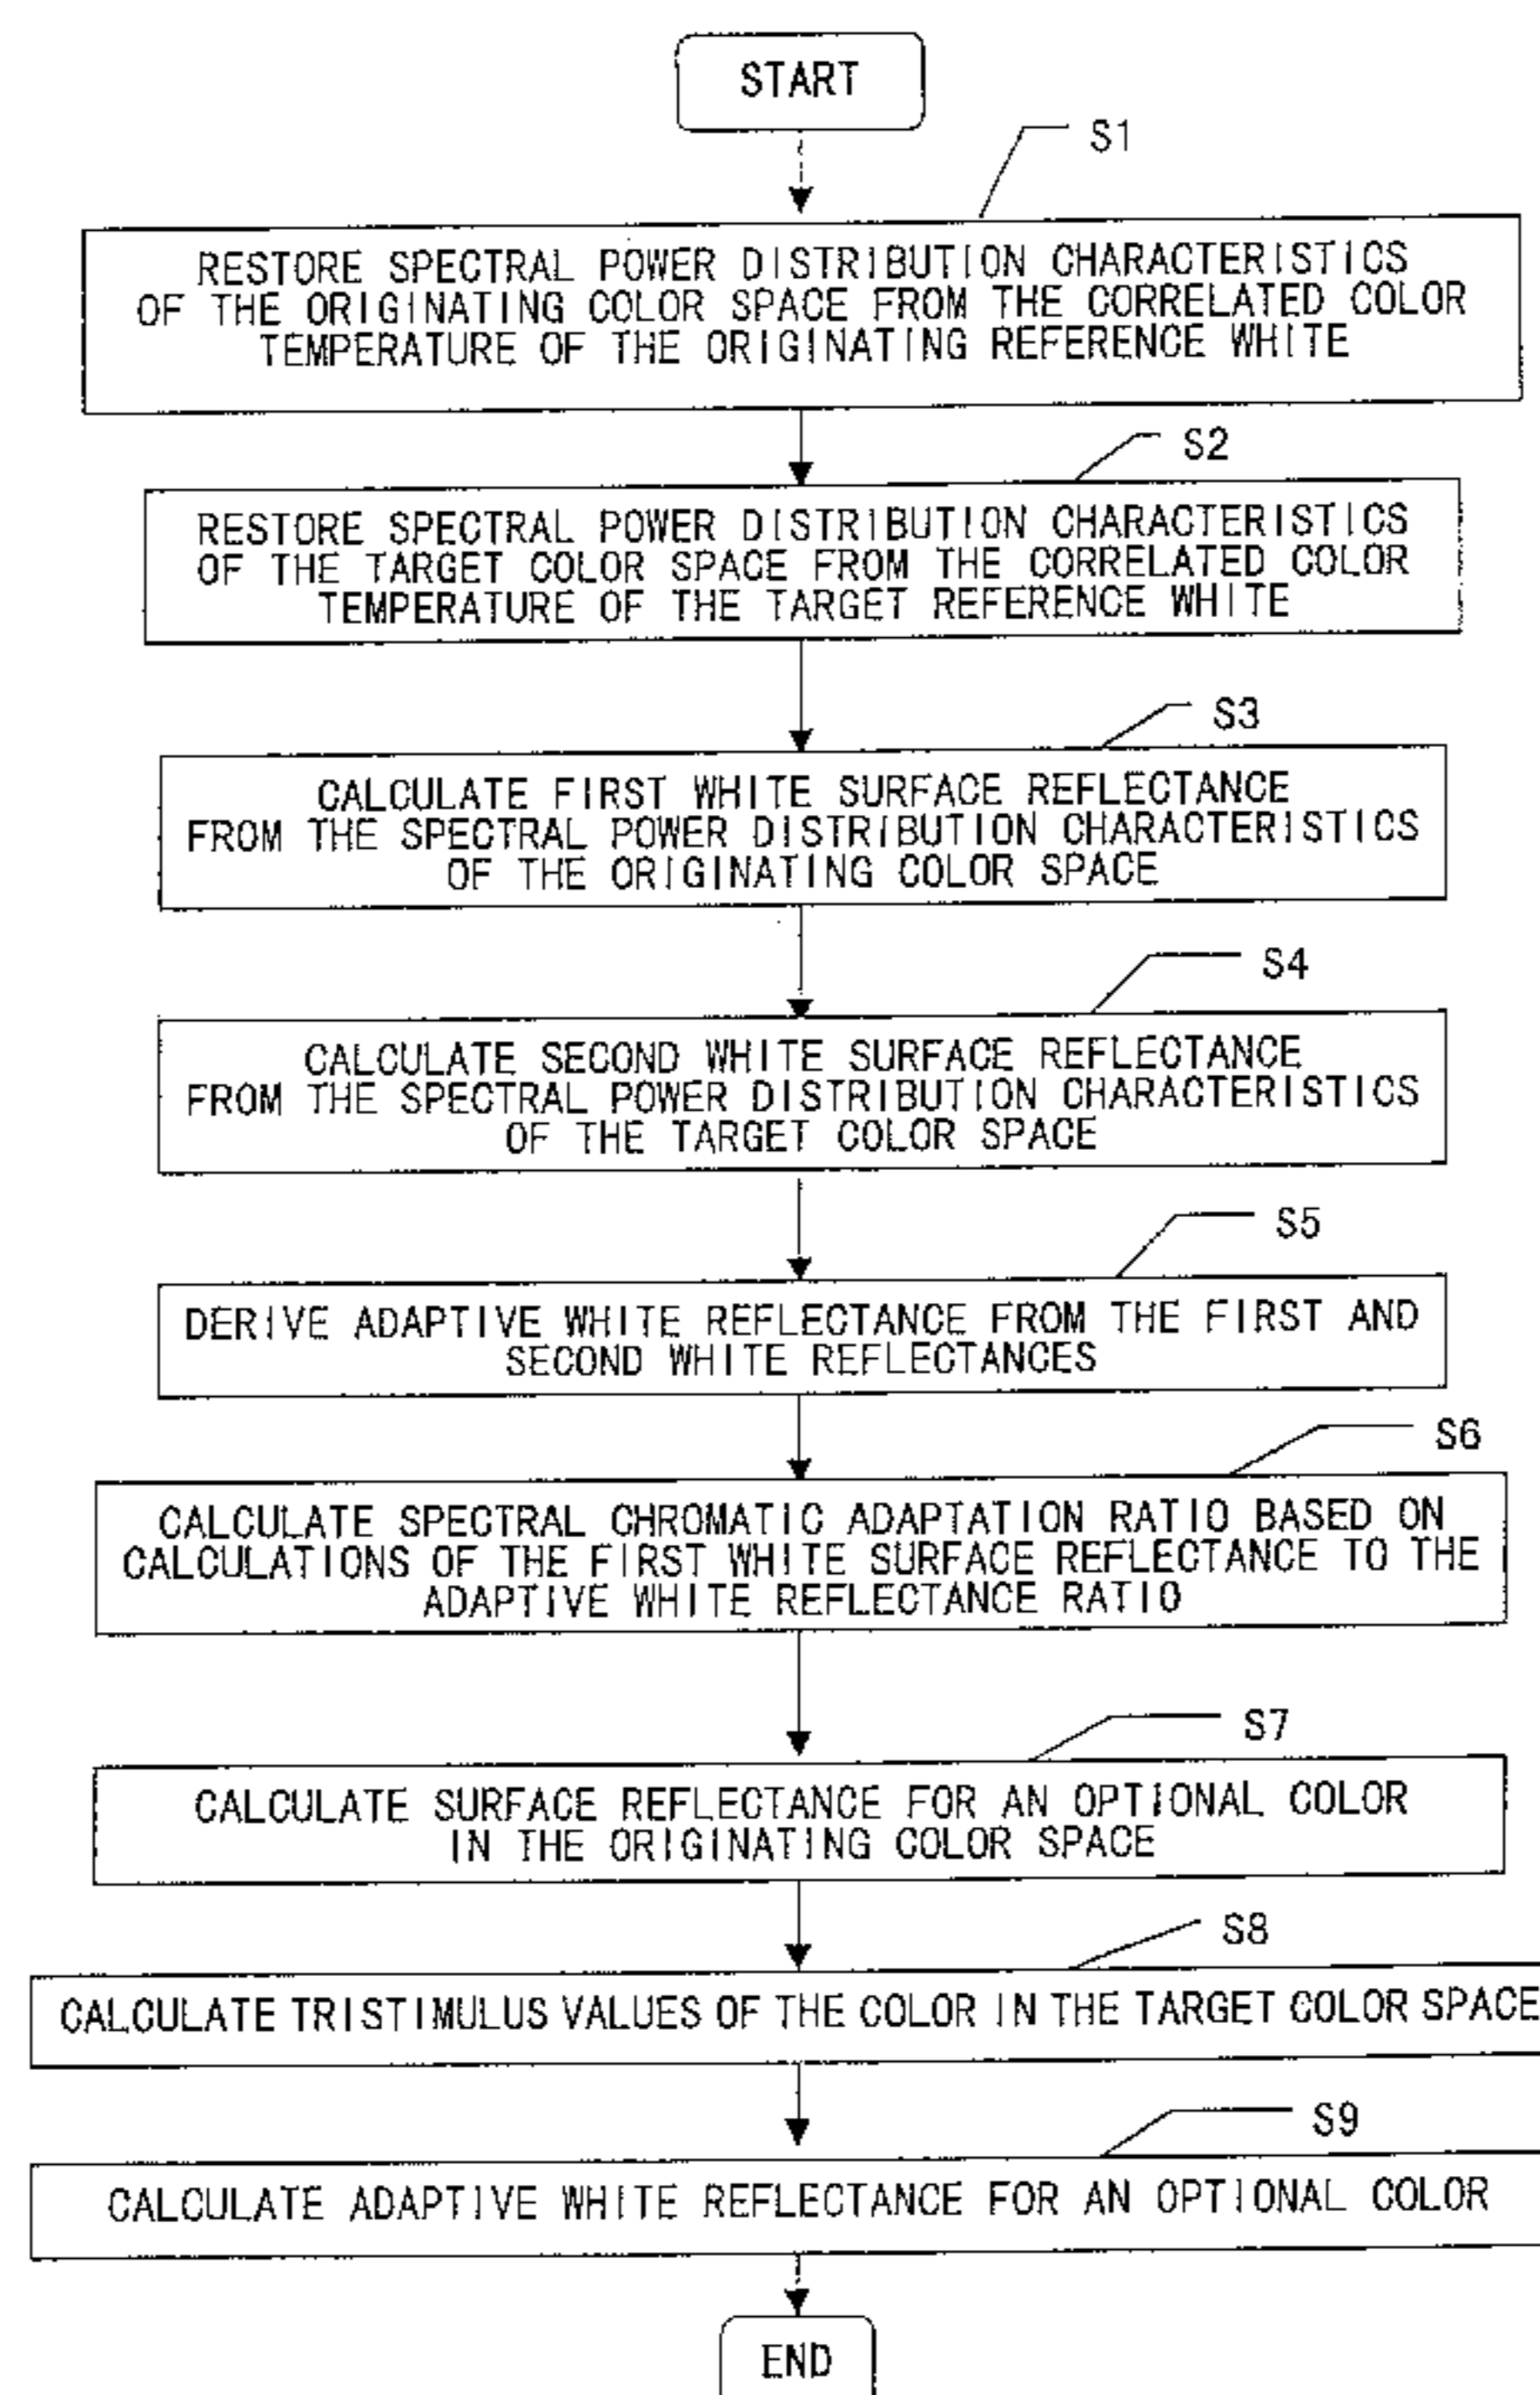 START
S1
RESTORE SPECTRAL POWER DISTRIBUTION CHARACTERISTICS
OF THE ORIGINATING COLOR SPACE FROM THE CORRELATED COLOR
TEMPERATURE OF THE ORIGINATING REFERENCE WHITE
S2
RESTORE SPECTRAL POWER DISTRIBUTION CHARACTERISTICS
OF THE TARGET COLOR SPACE FROM THE CORRELATED COLOR
TEMPERATURE OF THE TARGET REFERENCE WHITE
S3
CALCULATE FIRST WHITE SURFACE REFLECTANCE
FROM THE SPECTRAL POWER DISTRIBUTION CHARACTERISTICS
OF THE ORIGINATING COLOR SPACE
S4
CALCULATE SECOND WHITE SURFACE REFLECTANCE
FROM THE SPECTRAL POWER DISTRIBUTION CHARACTERISTICS
OF THE TARGET COLOR SPACE
S5
DERIVE ADAPTIVE WHITE REFLECTANCE FROM THE FIRST AND
SECOND WHITE REFLECTANCES
S6
CALCULATE SPECTRAL CHROMATIC ADAPTATION RATIO BASED ON
CALCULATIONS OF THE FIRST WHITE SURFACE REFLECTANCE TO THE
ADAPTIVE WHITE REFLECTANCE RATIO
S7
CALCULATE SURFACE REFLECTANCE FOR AN OPTIONAL COLOR
IN THE ORIGINATING COLOR SPACE
S8
CALCULATE TRISTIMULUS VALUES OF THE COLOR IN THE TARGET COLOR SPACE
S9
CALCULATE ADAPTIVE WHITE REFLECTANCE FOR AN OPTIONAL COLOR
END